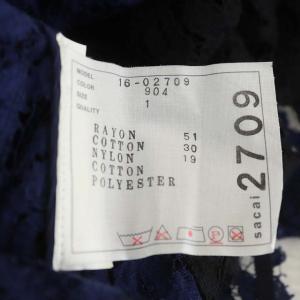 MODEL 16-02709
COLOR 904
SIZE 1
QUALITY
RAYON 51
COTTON 30
NYLON 19
COTTON
POLYESTER
sacai 2709